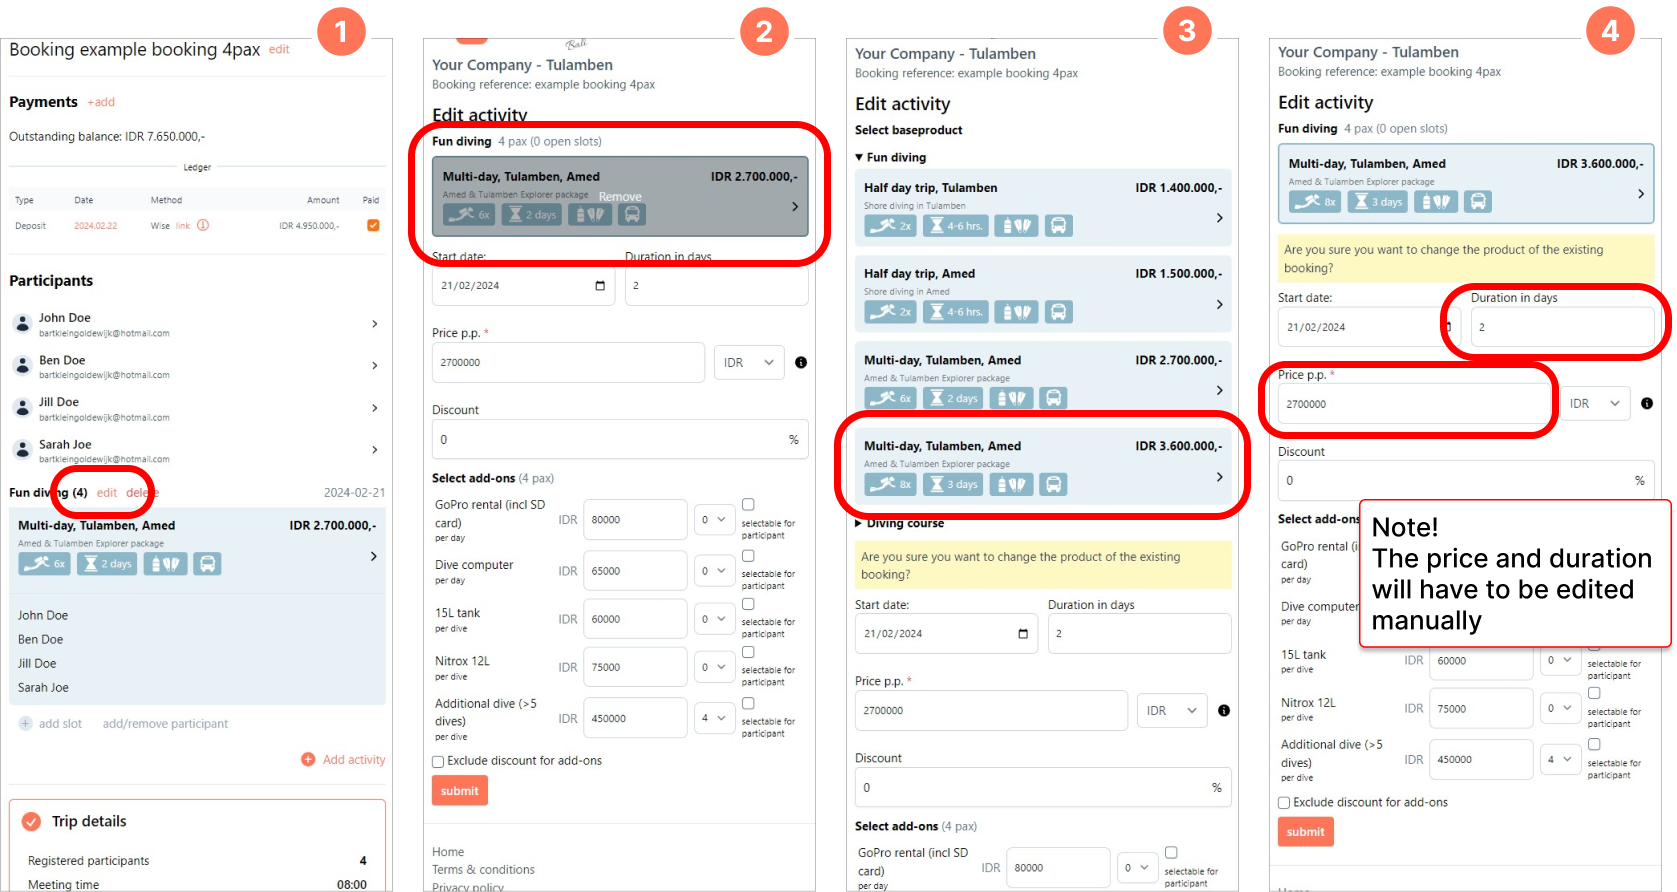 1
Booking example booking 4pax edit
Payments +add
Outstanding balance: IDR 7.650.000,-
Ledger
Type Date Method Amount Paid
Deposit 2024.02.22 Wise link IDR 4.950.000,-
Participants
John Doe
bartkleingoldewijk@hotmail.com
Ben Doe
bartkleingoldewijk@hotmail.com
Jill Doe
bartkleingoldewijk@hotmail.com
Sarah Joe
bartkleingoldewijk@hotmail.com
Fun diving (4) edit delete 2024-02-21
Multi-day, Tulamben, Amed IDR 2.700.000,-
Amed & Tulamben Explorer package
6x 2 days
John Doe
Ben Doe
Jill Doe
Sarah Joe
add slot add/remove participant
Add activity
Trip details
Registered participants 4
Meeting time 08:00
2
Bali
Your Company - Tulamben
Booking reference: example booking 4pax
Edit activity
Fun diving 4 pax (0 open slots)
Multi-day, Tulamben, Amed IDR 2.700.000,-
Amed & Tulamben Explorer package Remove
6x 2 days
Start date: Duration in days
21/02/2024 2
Price p.p. *
2700000 IDR
Discount
0 %
Select add-ons (4 pax)
GoPro rental (incl SD card) per day IDR 80000 0 selectable for participant
Dive computer per day IDR 65000 0 selectable for participant
15L tank per dive IDR 60000 0 selectable for participant
Nitrox 12L per dive IDR 75000 0 selectable for participant
Additional dive (>5 dives) per dive IDR 450000 4 selectable for participant
Exclude discount for add-ons
submit
Home
Terms & conditions
Privacy policy
3
Your Company - Tulamben
Booking reference: example booking 4pax
Edit activity
Select baseproduct
Fun diving
Half day trip, Tulamben IDR 1.400.000,-
Shore diving in Tulamben
2x 4-6 hrs.
Half day trip, Amed IDR 1.500.000,-
Shore diving in Amed
2x 4-6 hrs.
Multi-day, Tulamben, Amed IDR 2.700.000,-
Amed & Tulamben Explorer package
6x 2 days
Multi-day, Tulamben, Amed IDR 3.600.000,-
Amed & Tulamben Explorer package
8x 3 days
Diving course
Are you sure you want to change the product of the existing
booking?
Start date: Duration in days
21/02/2024 2
Price p.p. *
2700000 IDR
Discount
0 %
Select add-ons (4 pax)
GoPro rental (incl SD card) per day IDR 80000 0 selectable for participant
4
Your Company - Tulamben
Booking reference: example booking 4pax
Edit activity
Fun diving 4 pax (0 open slots)
Multi-day, Tulamben, Amed IDR 3.600.000,-
Amed & Tulamben Explorer package
8x 3 days
Are you sure you want to change the product of the existing
booking?
Start date: Duration in days
21/02/2024 2
Price p.p. *
2700000 IDR
Discount
0 %
Select add-ons
Note!
The price and duration
will have to be edited
manually
GoPro rental (i
card)
per day
Dive computer
per day
15L tank per dive IDR 60000 0 selectable for participant
Nitrox 12L per dive IDR 75000 0 selectable for participant
Additional dive (>5 dives) per dive IDR 450000 4 selectable for participant
Exclude discount for add-ons
submit